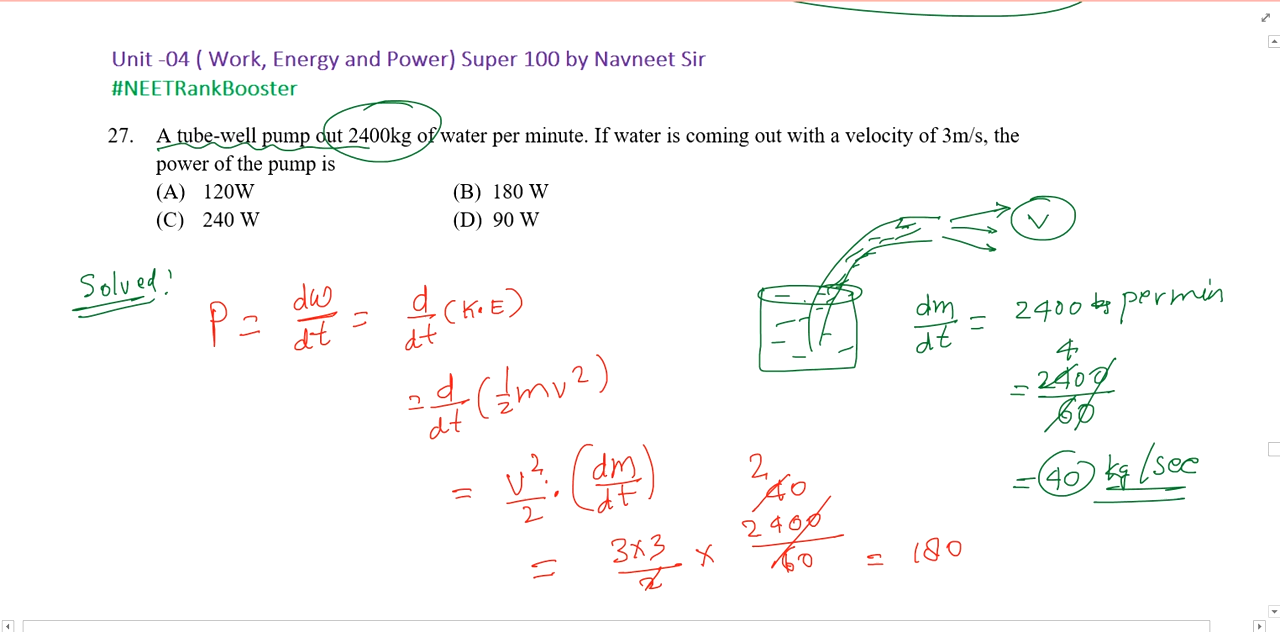 Unit -04 ( Work, Energy and Power) Super 100 by Navneet Sir
#NEETRankBooster
27. A tube-well pump out 2400kg of water per minute. If water is coming out with a velocity of 3m/s, the
power of the pump is
(A) 120W (B) 180 W
(C) 240 W (D) 90 W
V
Solved:
P = dw/dt = d/dt (K.E)
= d/dt (1/2 mv²)
= v²/2 · (dm/dt)
= 3×3/2 × 2400/60 = 180
2
40
dm/dt = 2400 kg per min
4
= 2400/60
= 40 kg/sec